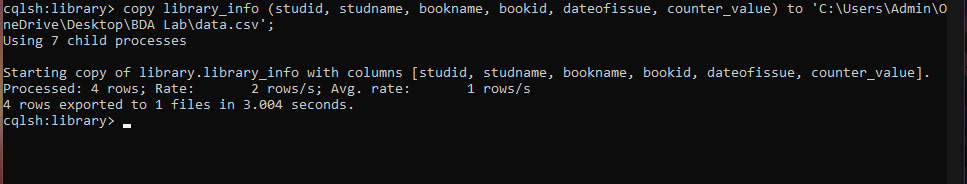 cqlsh:library> copy library_info (studid, studname, bookname, bookid, dateofissue, counter_value) to 'C:\Users\Admin\O
neDrive\Desktop\BDA Lab\data.csv';
Using 7 child processes
Starting copy of library.library_info with columns [studid, studname, bookname, bookid, dateofissue, counter_value].
Processed: 4 rows; Rate:       2 rows/s; Avg. rate:       1 rows/s
4 rows exported to 1 files in 3.004 seconds.
cqlsh:library>